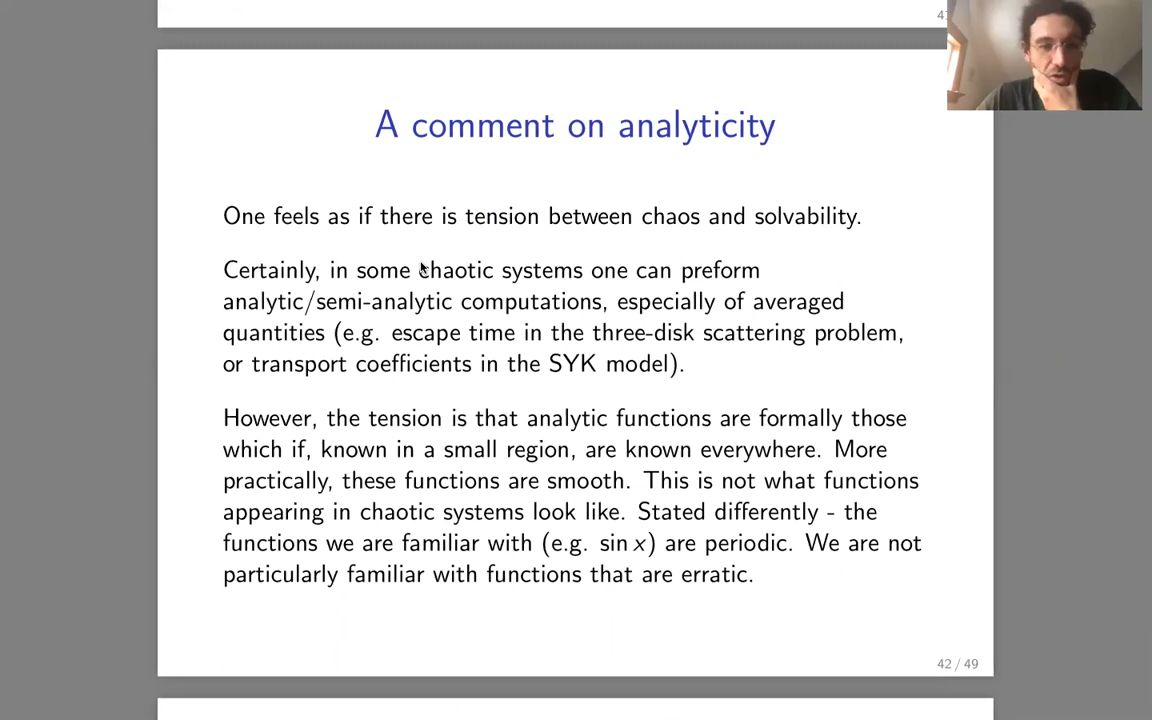 A comment on analyticity
One feels as if there is tension between chaos and solvability.
Certainly, in some chaotic systems one can preform
analytic/semi-analytic computations, especially of averaged
quantities (e.g. escape time in the three-disk scattering problem,
or transport coefficients in the SYK model).
However, the tension is that analytic functions are formally those
which if, known in a small region, are known everywhere. More
practically, these functions are smooth. This is not what functions
appearing in chaotic systems look like. Stated differently - the
functions we are familiar with (e.g. sin x) are periodic. We are not
particularly familiar with functions that are erratic.
42 / 49